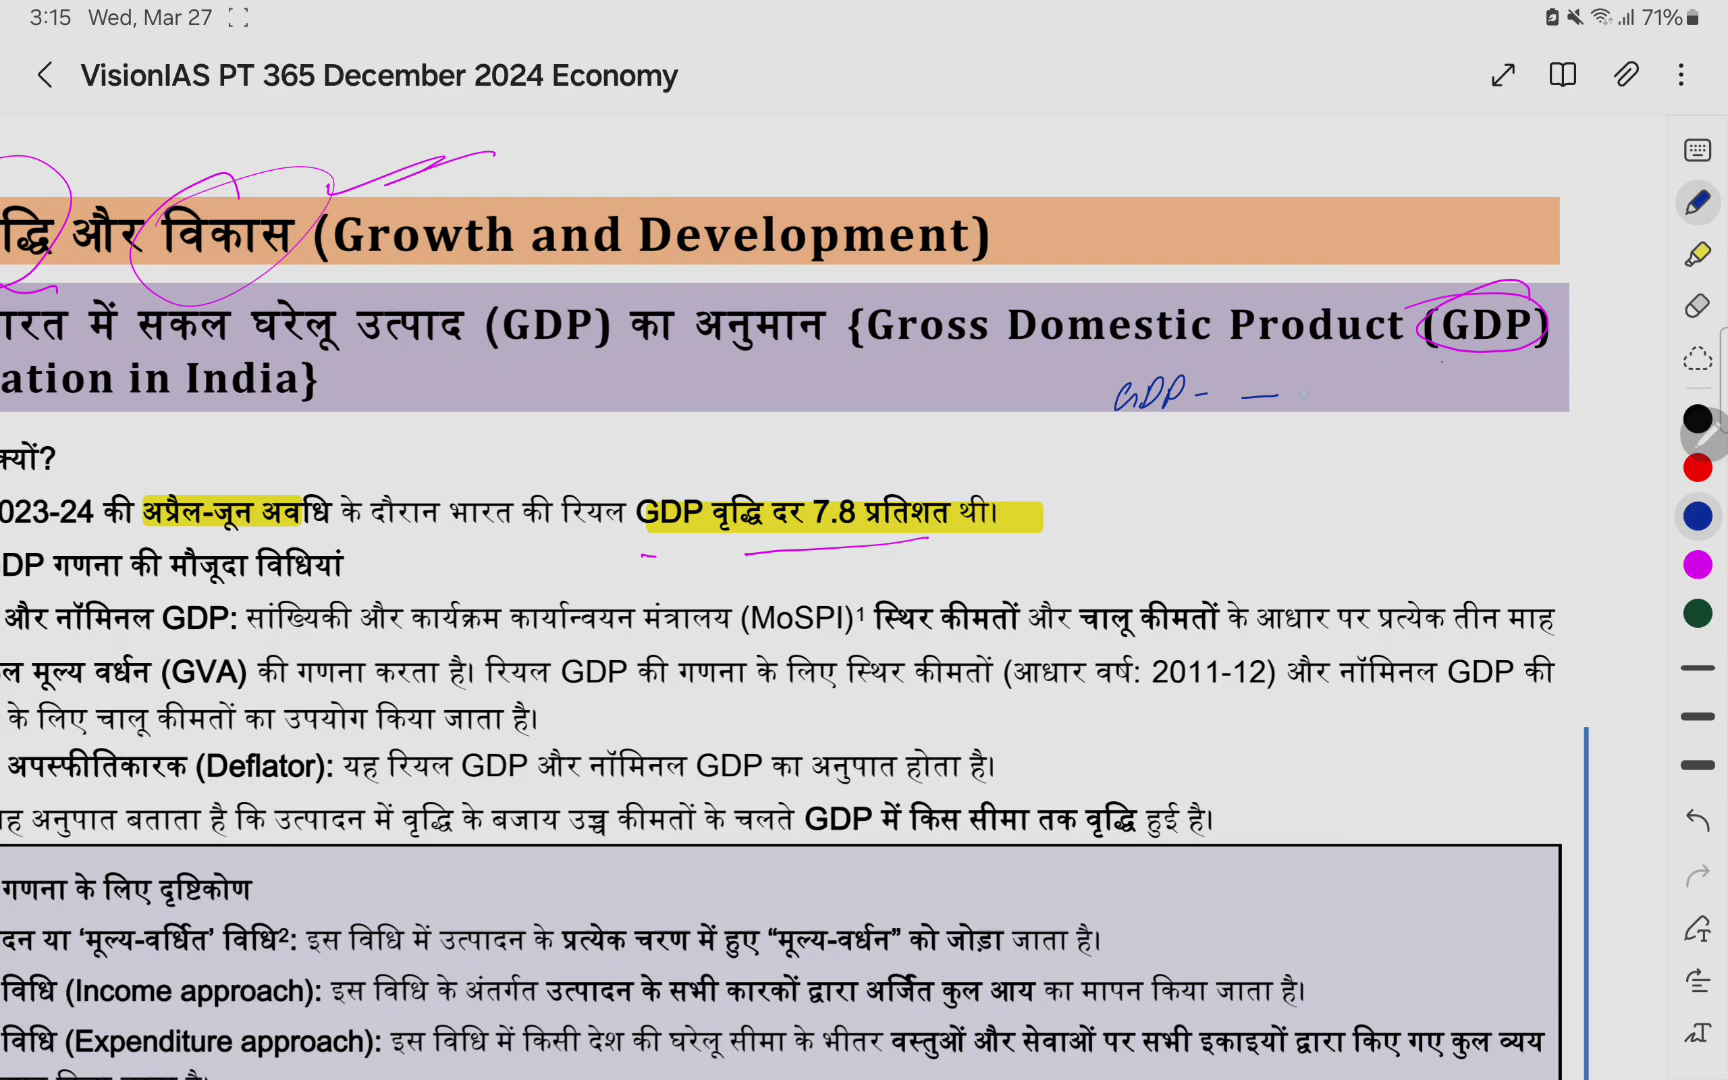 3:15 Wed, Mar 27 71%
VisionIAS PT 365 December 2024 Economy
द्धि और विकास (Growth and Development)
ारत में सकल घरेलू उत्पाद (GDP) का अनुमान {Gross Domestic Product (GDP)
ation in India}
GDP - —
क्यों?
023-24 की अप्रैल-जून अवधि के दौरान भारत की रियल GDP वृद्धि दर 7.8 प्रतिशत थी।
DP गणना की मौजूदा विधियां
और नॉमिनल GDP: सांख्यिकी और कार्यक्रम कार्यान्वयन मंत्रालय (MoSPI)¹ स्थिर कीमतों और चालू कीमतों के आधार पर प्रत्येक तीन माह
ल मूल्य वर्धन (GVA) की गणना करता है। रियल GDP की गणना के लिए स्थिर कीमतों (आधार वर्ष: 2011-12) और नॉमिनल GDP की
के लिए चालू कीमतों का उपयोग किया जाता है।
अपस्फीतिकारक (Deflator): यह रियल GDP और नॉमिनल GDP का अनुपात होता है।
ह अनुपात बताता है कि उत्पादन में वृद्धि के बजाय उच्च कीमतों के चलते GDP में किस सीमा तक वृद्धि हुई है।
गणना के लिए दृष्टिकोण
दन या ‘मूल्य-वर्धित’ विधि²: इस विधि में उत्पादन के प्रत्येक चरण में हुए “मूल्य-वर्धन” को जोड़ा जाता है।
विधि (Income approach): इस विधि के अंतर्गत उत्पादन के सभी कारकों द्वारा अर्जित कुल आय का मापन किया जाता है।
विधि (Expenditure approach): इस विधि में किसी देश की घरेलू सीमा के भीतर वस्तुओं और सेवाओं पर सभी इकाइयों द्वारा किए गए कुल व्यय